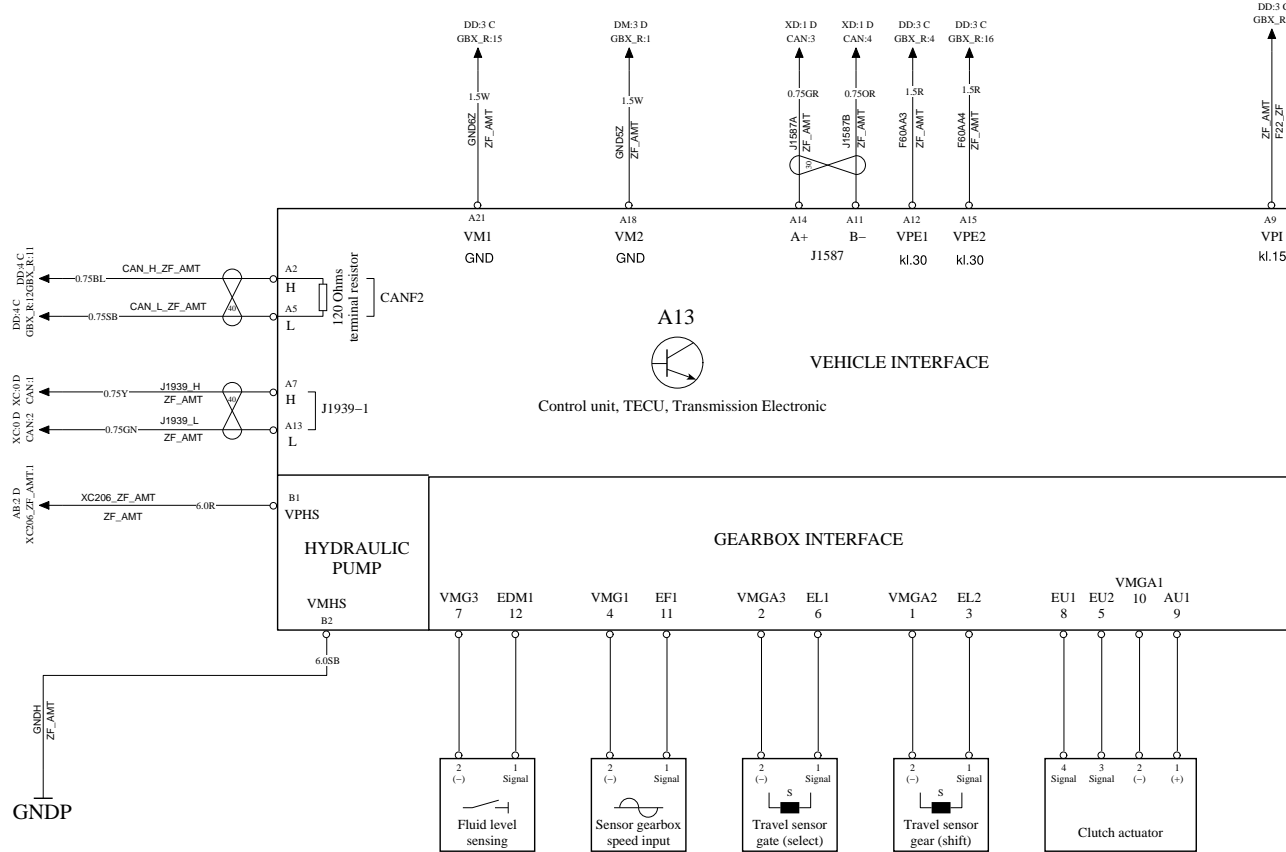 DD:3 C
GBX_R:15
DM:3 D
GBX_R:1
XD:1 D
CAN:3
XD:1 D
CAN:4
DD:3 C
GBX_R:4
DD:3 C
GBX_R:16
DD:3 C
GBX_R
1.5W
GND6Z
ZF_AMT
1.5W
GND5Z
ZF_AMT
0.75GR
J1587A
ZF_AMT
30
0.75OR
J1587B
ZF_AMT
1.5R
F60AA3
ZF_AMT
1.5R
F60AA4
ZF_AMT
ZF_AMT
F22_ZF
A21
VM1
GND
A18
VM2
GND
A14
A+
A11
B−
J1587
A12
VPE1
kl.30
A15
VPE2
kl.30
A9
VPI
kl.15
DD:4 C
GBX_R:11
0.75BL
CAN_H_ZF_AMT
A2
H
DD:4 C
GBX_R:12
0.75SB
CAN_L_ZF_AMT
40
A5
L
120 Ohms
terminal resistor
CANF2
A13
VEHICLE INTERFACE
Control unit, TECU, Transmission Electronic
XC:0 D
CAN:1
0.75Y
J1939_H
ZF_AMT
A7
H
XC:0 D
CAN:2
0.75GN
J1939_L
ZF_AMT
40
A13
L
J1939−1
AB:2 D
XC206_ZF_AMT:1
XC206_ZF_AMT
ZF_AMT
6.0R
B1
VPHS
HYDRAULIC
PUMP
VMHS
B2
GEARBOX INTERFACE
VMG3
7
EDM1
12
VMG1
4
EF1
11
VMGA3
2
EL1
6
VMGA2
1
EL2
3
EU1
8
EU2
5
VMGA1
10
AU1
9
6.0SB
GNDH
ZF_AMT
GNDP
2
(−)
1
Signal
Fluid level
sensing
2
(−)
1
Signal
Sensor gearbox
speed input
2
(−)
1
Signal
S
Travel sensor
gate (select)
2
(−)
1
Signal
S
Travel sensor
gear (shift)
4
Signal
3
Signal
2
(−)
1
(+)
Clutch actuator